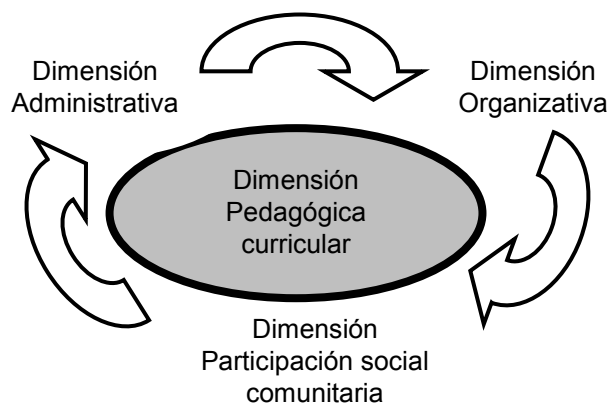 Dimensión
Administrativa
Dimensión
Organizativa
Dimensión
Pedagógica
curricular
Dimensión
Participación social
comunitaria